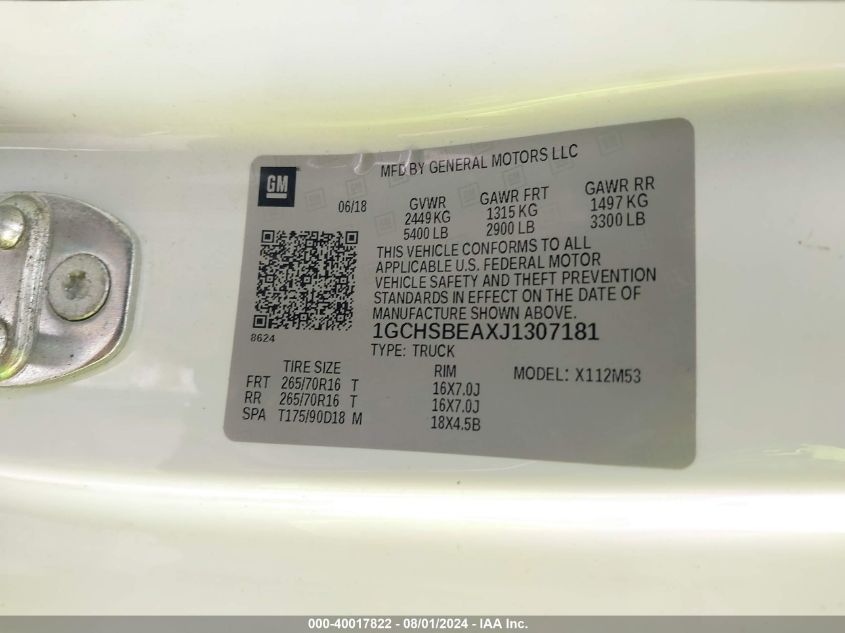 MFD BY GENERAL MOTORS LLC
GM
06/18
GVWR GAWR FRT GAWR RR
2449 KG 1315 KG 1497 KG
5400 LB 2900 LB 3300 LB
THIS VEHICLE CONFORMS TO ALL
APPLICABLE U.S. FEDERAL MOTOR
VEHICLE SAFETY AND THEFT PREVENTION
STANDARDS IN EFFECT ON THE DATE OF
MANUFACTURE SHOWN ABOVE.
8624
1GCHSBEAXJ1307181
TYPE: TRUCK
TIRE SIZE RIM MODEL: X112M53
FRT 265/70R16 T 16X7.0J
RR 265/70R16 T 16X7.0J
SPA T175/90D18 M 18X4.5B
000-40017822 - 08/01/2024 - IAA Inc.